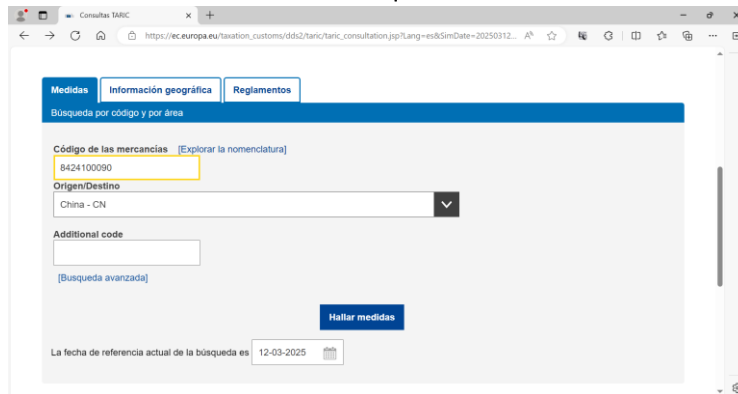 Consultas TARIC
https://ec.europa.eu/taxation_customs/dds2/taric/taric_consultation.jsp?Lang=es&SimDate=20250312...
Medidas
Información geográfica
Reglamentos
Búsqueda por código y por área
Código de las mercancías [Explorar la nomenclatura]
8424100090
Origen/Destino
China - CN
Additional code
[Busqueda avanzada]
Hallar medidas
La fecha de referencia actual de la búsqueda es 12-03-2025